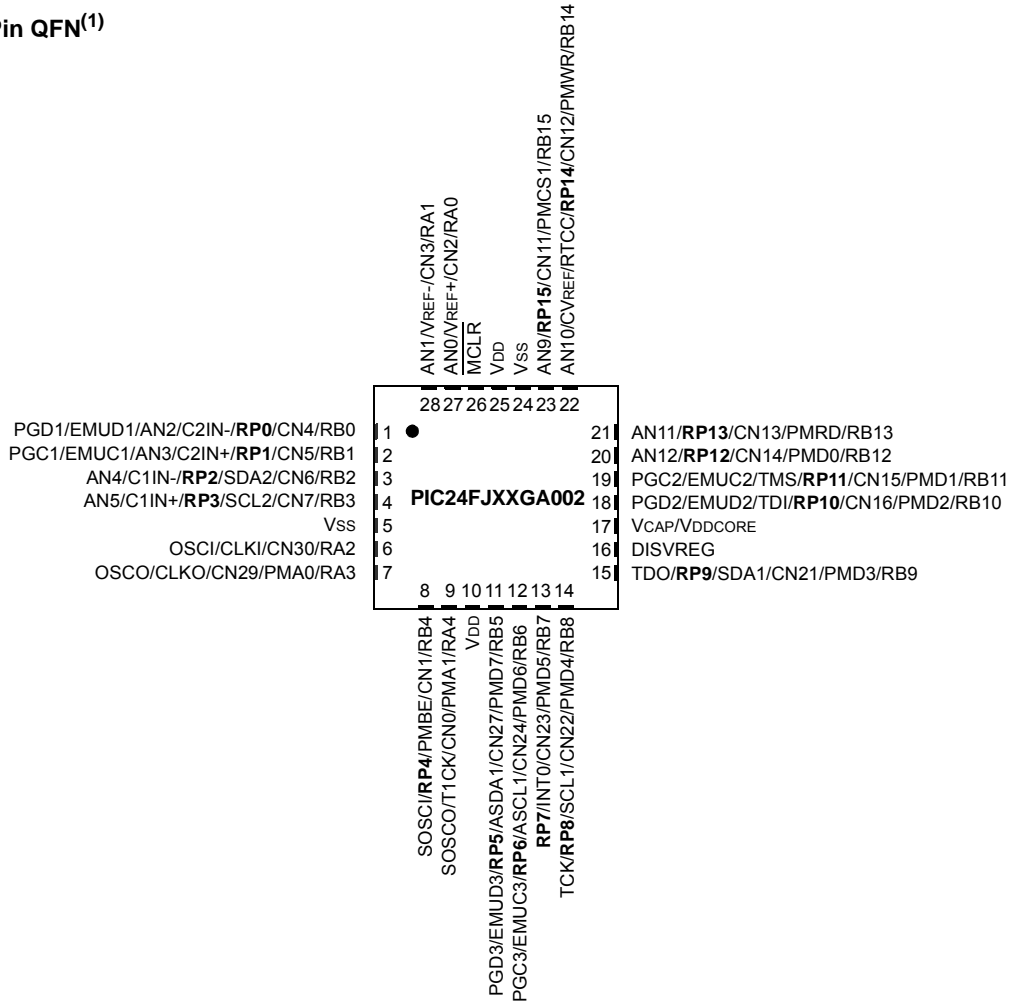 Pin QFN(1)
AN1/VREF-/CN3/RA1
AN0/VREF+/CN2/RA0
MCLR
VDD
VSS
AN9/RP15/CN11/PMCS1/RB15
AN10/CVREF/RTCC/RP14/CN12/PMWR/RB14
28 27 26 25 24 23 22
PGD1/EMUD1/AN2/C2IN-/RP0/CN4/RB0 1
PGC1/EMUC1/AN3/C2IN+/RP1/CN5/RB1 2
AN4/C1IN-/RP2/SDA2/CN6/RB2 3
AN5/C1IN+/RP3/SCL2/CN7/RB3 4
VSS 5
OSCI/CLKI/CN30/RA2 6
OSCO/CLKO/CN29/PMA0/RA3 7
PIC24FJXXGA002
21 AN11/RP13/CN13/PMRD/RB13
20 AN12/RP12/CN14/PMD0/RB12
19 PGC2/EMUC2/TMS/RP11/CN15/PMD1/RB11
18 PGD2/EMUD2/TDI/RP10/CN16/PMD2/RB10
17 VCAP/VDDCORE
16 DISVREG
15 TDO/RP9/SDA1/CN21/PMD3/RB9
8 9 10 11 12 13 14
SOSCI/RP4/PMBE/CN1/RB4
SOSCO/T1CK/CN0/PMA1/RA4
VDD
PGD3/EMUD3/RP5/ASDA1/CN27/PMD7/RB5
PGC3/EMUC3/RP6/ASCL1/CN24/PMD6/RB6
RP7/INT0/CN23/PMD5/RB7
TCK/RP8/SCL1/CN22/PMD4/RB8